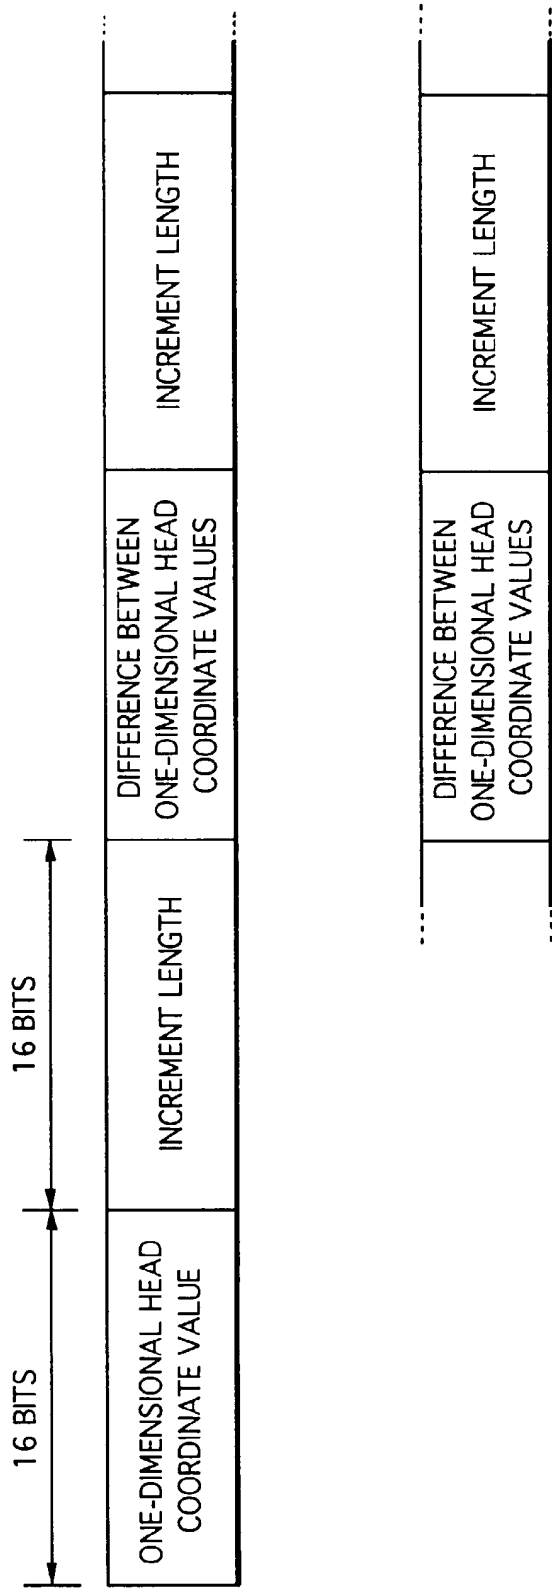 16 BITS
16 BITS
ONE-DIMENSIONAL HEAD
COORDINATE VALUE
INCREMENT LENGTH
DIFFERENCE BETWEEN
ONE-DIMENSIONAL HEAD
COORDINATE VALUES
INCREMENT LENGTH
DIFFERENCE BETWEEN
ONE-DIMENSIONAL HEAD
COORDINATE VALUES
INCREMENT LENGTH